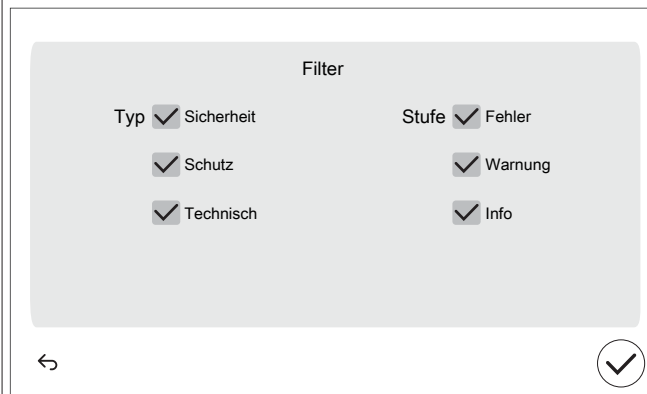 Filter
Typ Sicherheit Stufe Fehler
Schutz Warnung
Technisch Info